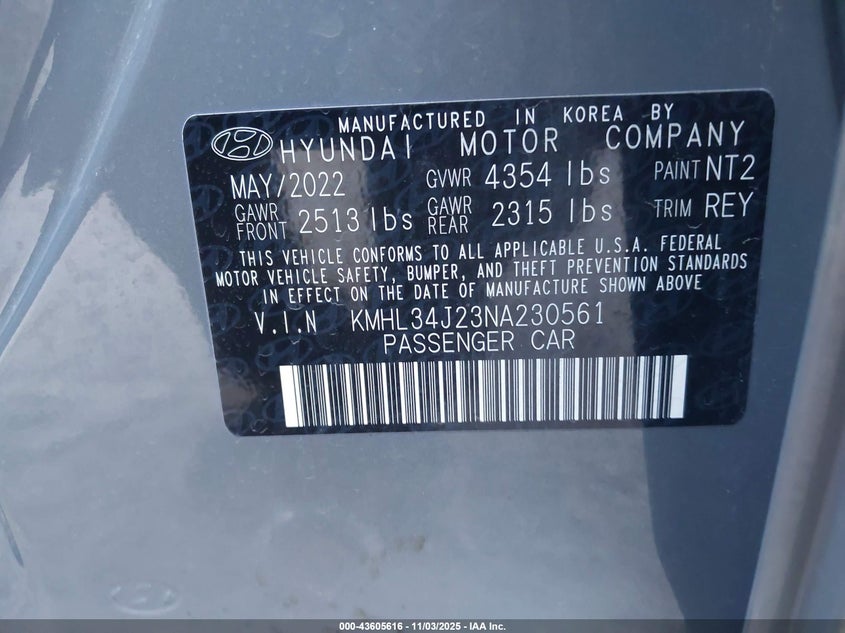 MANUFACTURED IN KOREA BY
HYUNDAI MOTOR COMPANY
MAY/2022 GVWR 4354 lbs PAINT NT2
GAWR FRONT 2513 lbs GAWR REAR 2315 lbs TRIM REY
THIS VEHICLE CONFORMS TO ALL APPLICABLE U.S.A. FEDERAL
MOTOR VEHICLE SAFETY, BUMPER, AND THEFT PREVENTION STANDARDS
IN EFFECT ON THE DATE OF MANUFACTURE SHOWN ABOVE.
V.I.N KMHL34J23NA230561
PASSENGER CAR
000-43605616 - 11/03/2025 - IAA Inc.